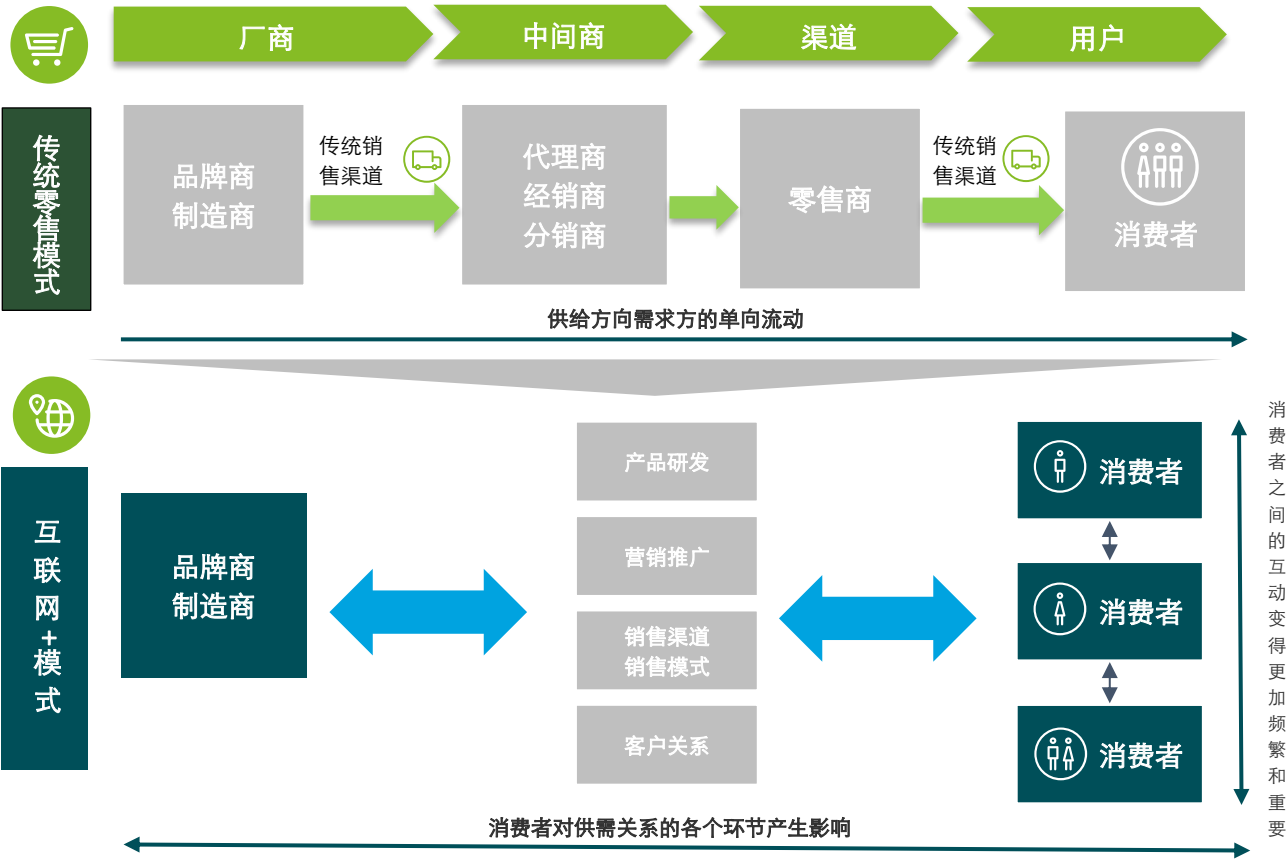 厂商
中间商
渠道
用户
传统零售模式
品牌商
制造商
传统销
售渠道
代理商
经销商
分销商
零售商
传统销
售渠道
消费者
供给方向需求方的单向流动
互联网+模式
品牌商
制造商
产品研发
营销推广
销售渠道
销售模式
客户关系
消费者
消费者
消费者
消费者之间的互动变得更加频繁和重要
消费者对供需关系的各个环节产生影响